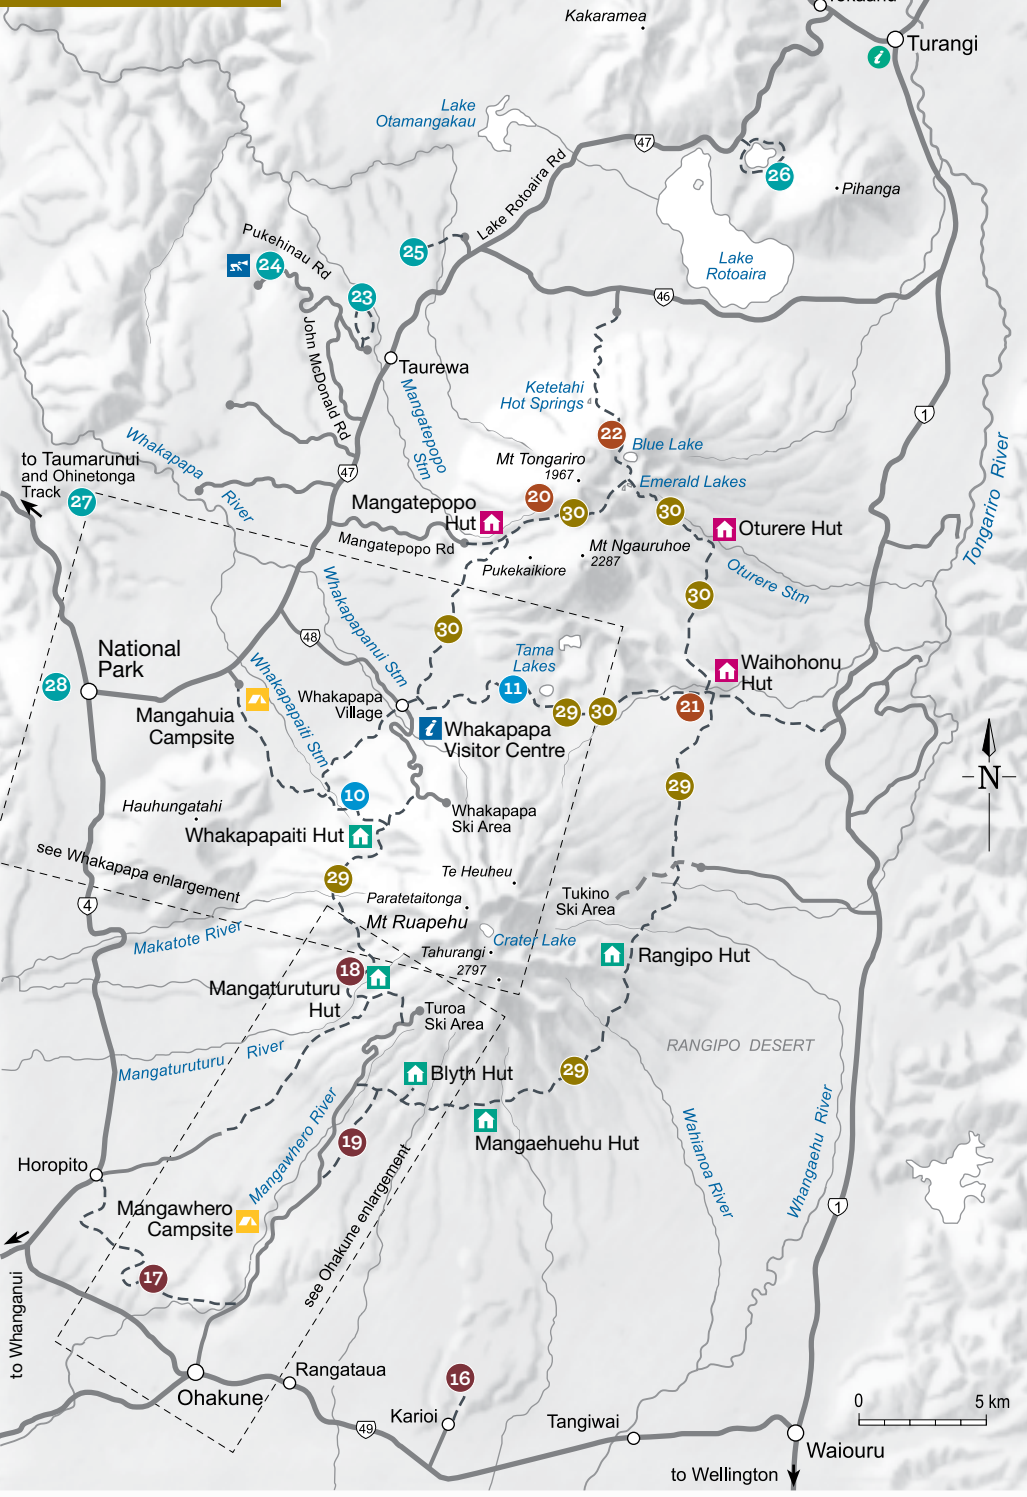 Kakaramea
Turangi
i
Lake
Otamangakau
47
Lake Rotoaira Rd
26
Pihanga
Pukehinau Rd
25
24
Lake
Rotoaira
23
46
John McDonald Rd
Taurewa
Mangatepopo
Stm
Ketetahi
Hot Springs
1
22
Blue Lake
Whakapapa
River
to Taumarunui
and Ohinetonga
Track
27
47
Mt Tongariro
1967
Emerald Lakes
Tongariro River
Mangatepopo
Hut
20
30
30
Oturere Hut
Mangatepopo Rd
Mt Ngauruhoe
2287
Pukekaikiore
Oturere Stm
Whakapapanui Stm
30
30
48
National
Park
28
Whakapapaiti Stm
Tama
Lakes
11
Waihohonu
Hut
Whakapapa
Village
Mangahuia
Campsite
29
30
21
i
Whakapapa
Visitor Centre
N
29
10
Hauhungatahi
Whakapapa
Ski Area
Whakapapaiti Hut
see Whakapapa enlargement
29
Te Heuheu
Tukino
Ski Area
Paratetaitonga
4
Mt Ruapehu
Makatote River
Crater Lake
Tahurangi
2797
Rangipo Hut
18
Mangaturuturu
Hut
Turoa
Ski Area
RANGIPO DESERT
Mangaturuturu River
Blyth Hut
29
Mangawhero River
Mangaehuehu Hut
Wahianoa River
Whangaehu River
19
Horopito
see Ohakune enlargement
Mangawhero
Campsite
1
17
to Whanganui
Rangataua
16
Ohakune
Karioi
49
Tangiwai
0 5 km
Waiouru
to Wellington